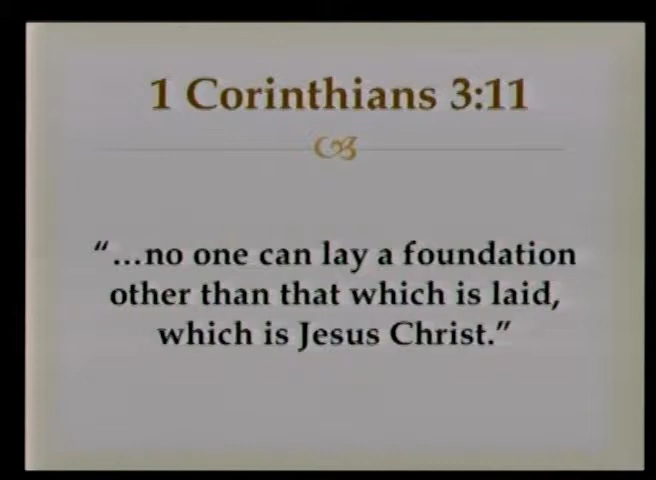 1 Corinthians 3:11
“…no one can lay a foundation
other than that which is laid,
which is Jesus Christ.”